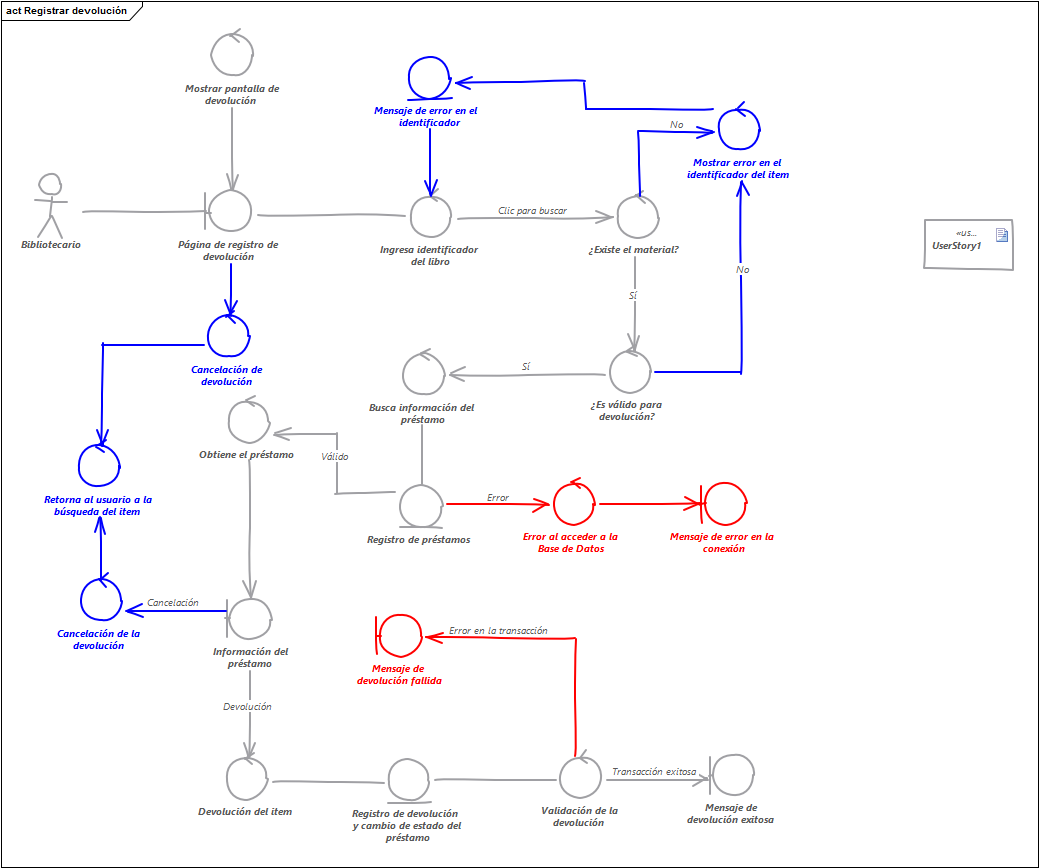 act Registrar devolución
Mostrar pantalla de
devolución
Mensaje de error en el
identificador
No
Mostrar error en el
identificador del item
Bibliotecario
Página de registro de
devolución
Ingresa identificador
del libro
Clic para buscar
¿Existe el material?
«us...
UserStory1
No
Sí
Cancelación de
devolución
Sí
Busca información del
préstamo
¿Es válido para
devolución?
Obtiene el préstamo
Válido
Retorna al usuario a la
búsqueda del item
Registro de préstamos
Error
Error al acceder a la
Base de Datos
Mensaje de error en la
conexión
Cancelación
Cancelación de la
devolución
Información del
préstamo
Error en la transacción
Mensaje de
devolución fallida
Devolución
Devolución del item
Registro de devolución
y cambio de estado del
préstamo
Validación de la
devolución
Transacción exitosa
Mensaje de
devolución exitosa